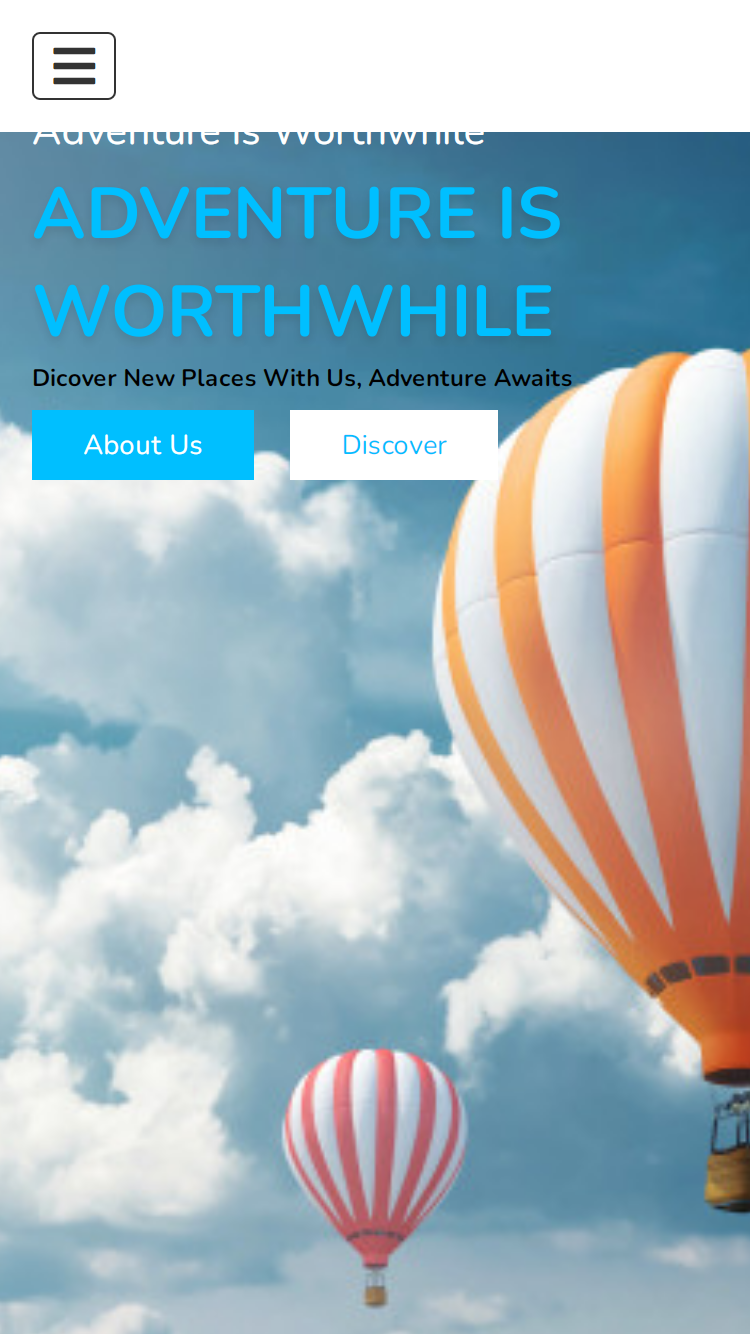 Adventure is Worthwhile
ADVENTURE IS
WORTHWHILE
Dicover New Places With Us, Adventure Awaits
About Us
Discover